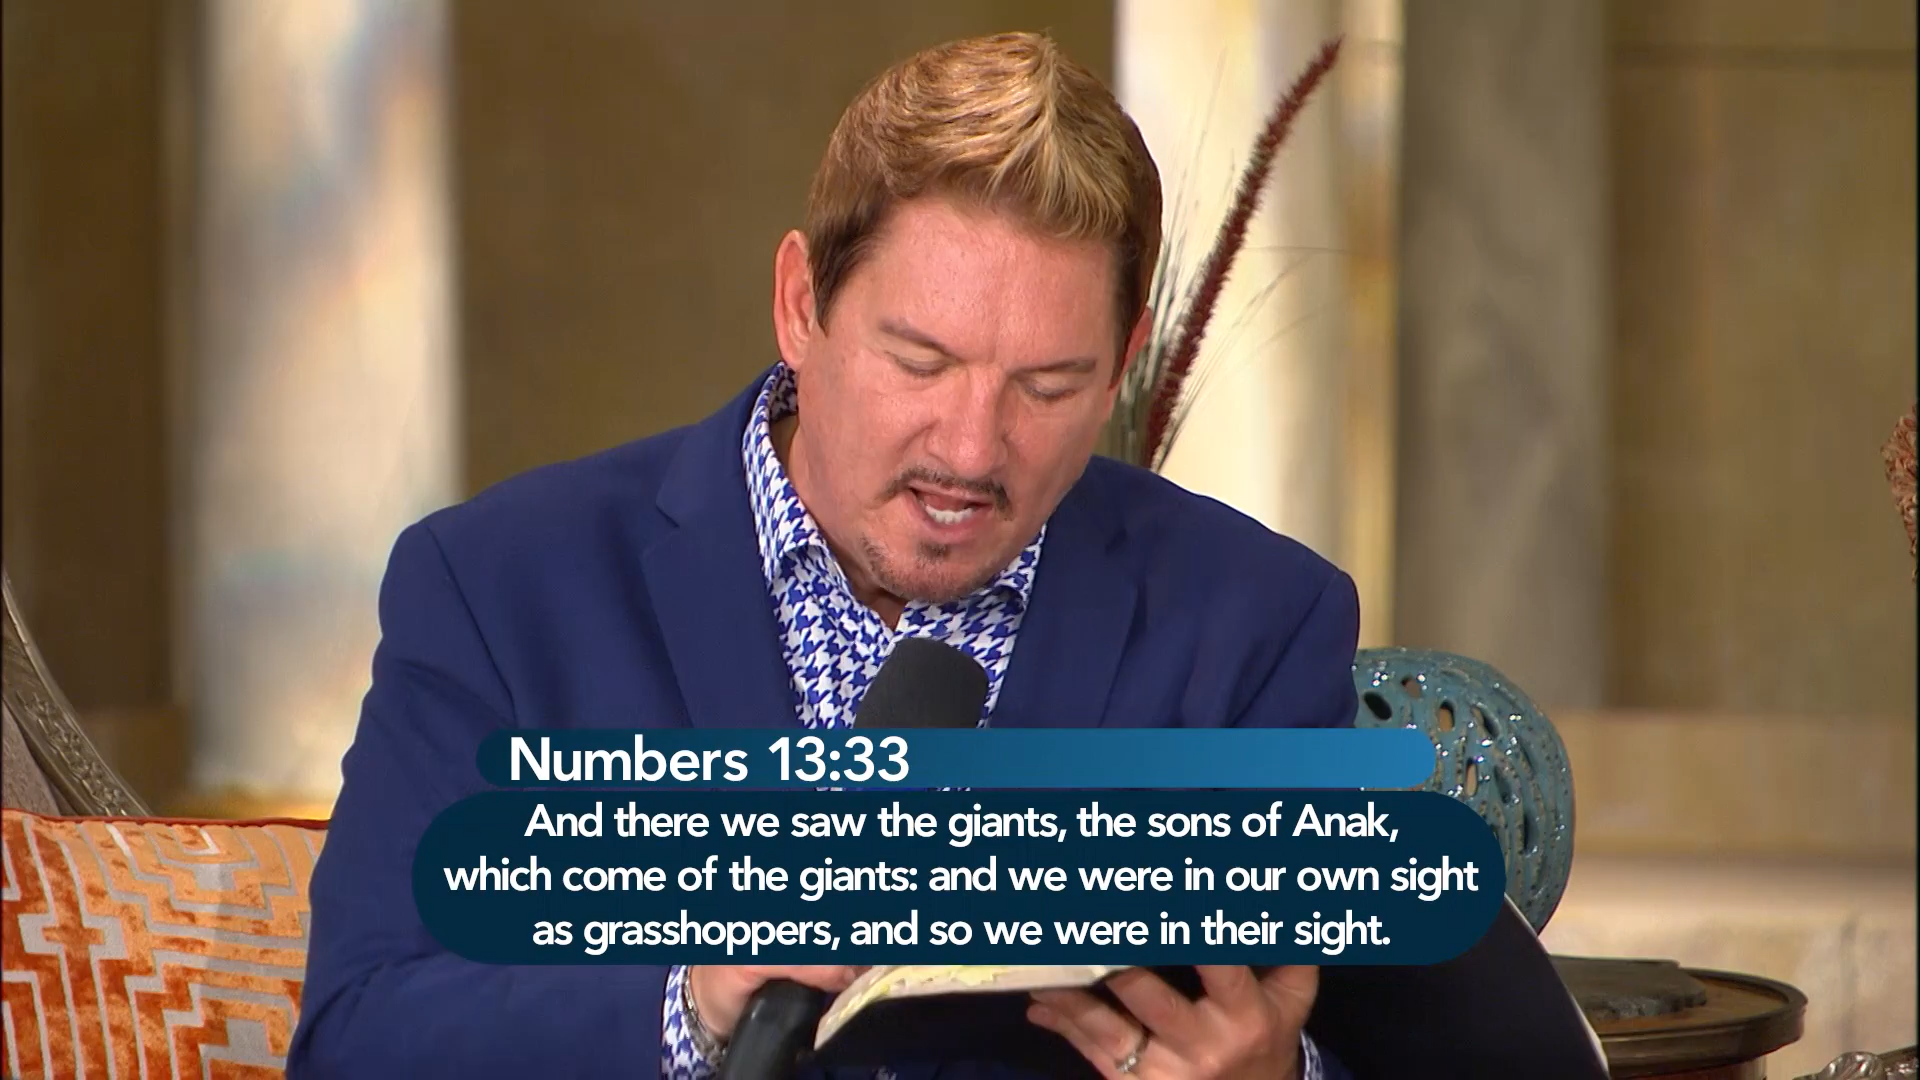 Numbers 13:33
And there we saw the giants, the sons of Anak,
which come of the giants: and we were in our own sight
as grasshoppers, and so we were in their sight.